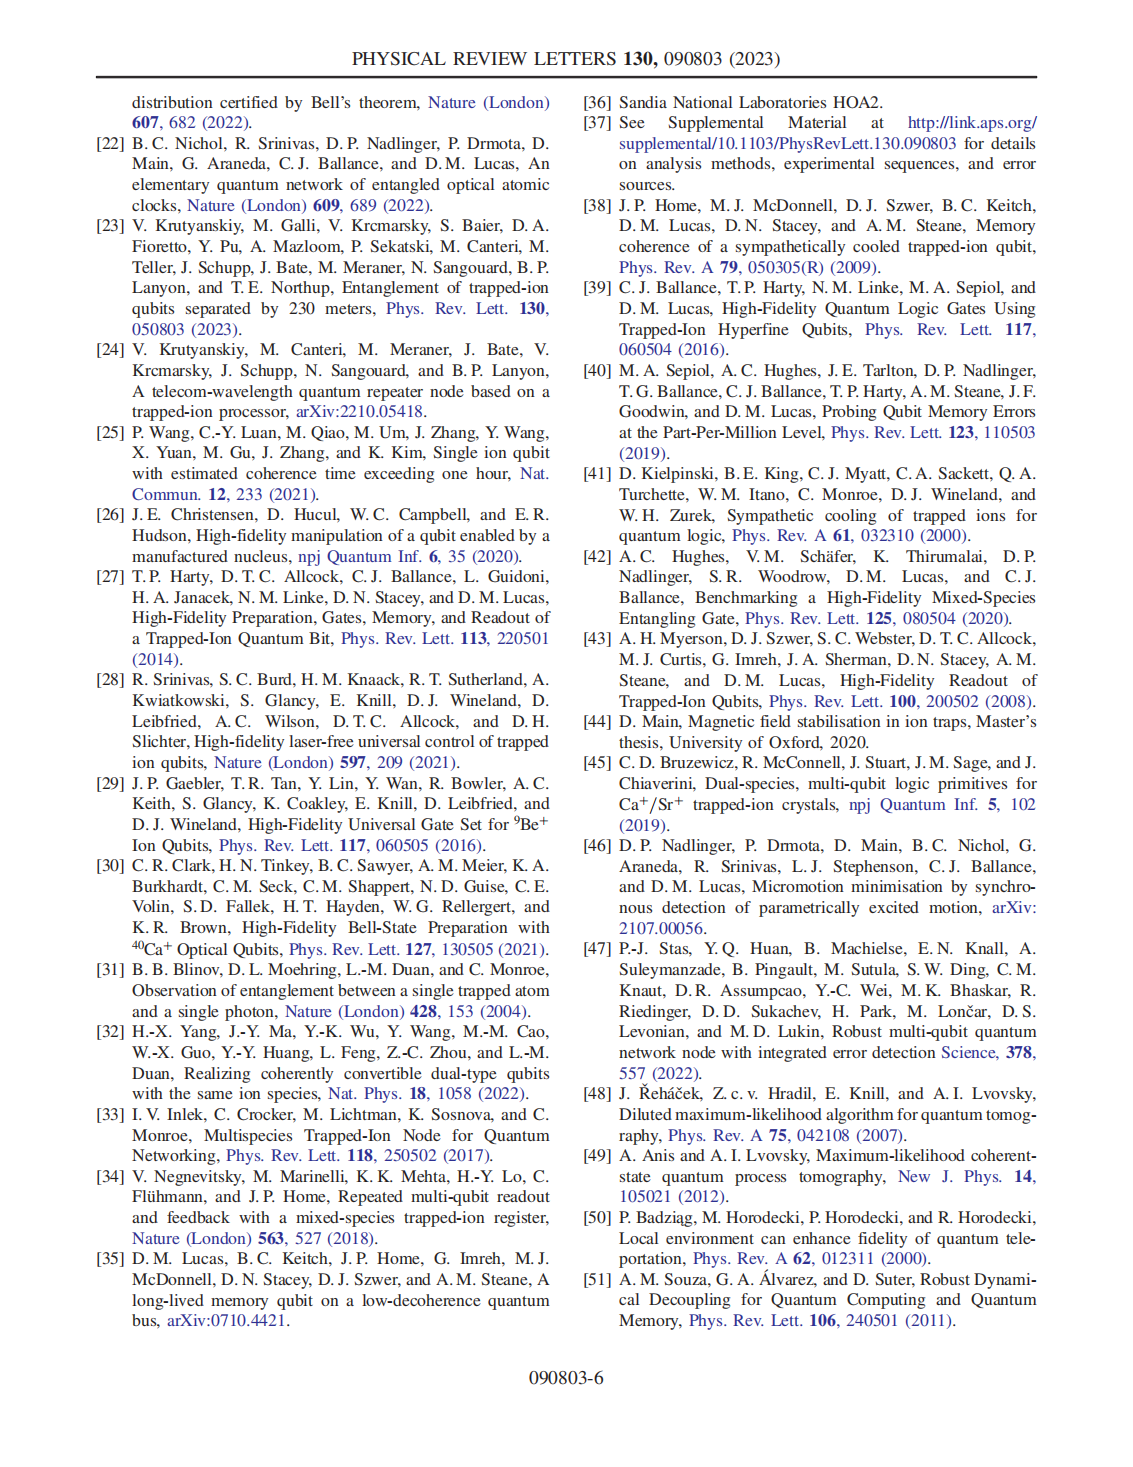 PHYSICAL REVIEW LETTERS 130, 090803 (2023)
distribution certified by Bell's theorem, Nature (London)
607, 682 (2022).
[22] B. C. Nichol, R. Srinivas, D. P. Nadlinger, P. Drmota, D.
Main, G. Araneda, C. J. Ballance, and D. M. Lucas, An
elementary quantum network of entangled optical atomic
clocks, Nature (London) 609, 689 (2022).
[23] V. Krutyanskiy, M. Galli, V. Krcmarsky, S. Baier, D. A.
Fioretto, Y. Pu, A. Mazloom, P. Sekatski, M. Canteri, M.
Teller, J. Schupp, J. Bate, M. Meraner, N. Sangouard, B. P.
Lanyon, and T. E. Northup, Entanglement of trapped-ion
qubits separated by 230 meters, Phys. Rev. Lett. 130,
050803 (2023).
[24] V. Krutyanskiy, M. Canteri, M. Meraner, J. Bate, V.
Krcmarsky, J. Schupp, N. Sangouard, and B. P. Lanyon,
A telecom-wavelength quantum repeater node based on a
trapped-ion processor, arXiv:2210.05418.
[25] P. Wang, C.-Y. Luan, M. Qiao, M. Um, J. Zhang, Y. Wang,
X. Yuan, M. Gu, J. Zhang, and K. Kim, Single ion qubit
with estimated coherence time exceeding one hour, Nat.
Commun. 12, 233 (2021).
[26] J. E. Christensen, D. Hucul, W. C. Campbell, and E. R.
Hudson, High-fidelity manipulation of a qubit enabled by a
manufactured nucleus, npj Quantum Inf. 6, 35 (2020).
[27] T. P. Harty, D. T. C. Allcock, C. J. Ballance, L. Guidoni,
H. A. Janacek, N. M. Linke, D. N. Stacey, and D. M. Lucas,
High-Fidelity Preparation, Gates, Memory, and Readout of
a Trapped-Ion Quantum Bit, Phys. Rev. Lett. 113, 220501
(2014).
[28] R. Srinivas, S. C. Burd, H. M. Knaack, R. T. Sutherland, A.
Kwiatkowski, S. Glancy, E. Knill, D. J. Wineland, D.
Leibfried, A. C. Wilson, D. T. C. Allcock, and D. H.
Slichter, High-fidelity laser-free universal control of trapped
ion qubits, Nature (London) 597, 209 (2021).
[29] J. P. Gaebler, T. R. Tan, Y. Lin, Y. Wan, R. Bowler, A. C.
Keith, S. Glancy, K. Coakley, E. Knill, D. Leibfried, and
D. J. Wineland, High-Fidelity Universal Gate Set for ⁹Be⁺
Ion Qubits, Phys. Rev. Lett. 117, 060505 (2016).
[30] C. R. Clark, H. N. Tinkey, B. C. Sawyer, A. M. Meier, K. A.
Burkhardt, C. M. Seck, C. M. Shappert, N. D. Guise, C. E.
Volin, S. D. Fallek, H. T. Hayden, W. G. Rellergert, and
K. R. Brown, High-Fidelity Bell-State Preparation with
⁴⁰Ca⁺ Optical Qubits, Phys. Rev. Lett. 127, 130505 (2021).
[31] B. B. Blinov, D. L. Moehring, L.-M. Duan, and C. Monroe,
Observation of entanglement between a single trapped atom
and a single photon, Nature (London) 428, 153 (2004).
[32] H.-X. Yang, J.-Y. Ma, Y.-K. Wu, Y. Wang, M.-M. Cao,
W.-X. Guo, Y.-Y. Huang, L. Feng, Z.-C. Zhou, and L.-M.
Duan, Realizing coherently convertible dual-type qubits
with the same ion species, Nat. Phys. 18, 1058 (2022).
[33] I. V. Inlek, C. Crocker, M. Lichtman, K. Sosnova, and C.
Monroe, Multispecies Trapped-Ion Node for Quantum
Networking, Phys. Rev. Lett. 118, 250502 (2017).
[34] V. Negnevitsky, M. Marinelli, K. K. Mehta, H.-Y. Lo, C.
Flühmann, and J. P. Home, Repeated multi-qubit readout
and feedback with a mixed-species trapped-ion register,
Nature (London) 563, 527 (2018).
[35] D. M. Lucas, B. C. Keitch, J. P. Home, G. Imreh, M. J.
McDonnell, D. N. Stacey, D. J. Szwer, and A. M. Steane, A
long-lived memory qubit on a low-decoherence quantum
bus, arXiv:0710.4421.
[36] Sandia National Laboratories HOA2.
[37] See Supplemental Material at http://link.aps.org/
supplemental/10.1103/PhysRevLett.130.090803 for details
on analysis methods, experimental sequences, and error
sources.
[38] J. P. Home, M. J. McDonnell, D. J. Szwer, B. C. Keitch,
D. M. Lucas, D. N. Stacey, and A. M. Steane, Memory
coherence of a sympathetically cooled trapped-ion qubit,
Phys. Rev. A 79, 050305(R) (2009).
[39] C. J. Ballance, T. P. Harty, N. M. Linke, M. A. Sepiol, and
D. M. Lucas, High-Fidelity Quantum Logic Gates Using
Trapped-Ion Hyperfine Qubits, Phys. Rev. Lett. 117,
060504 (2016).
[40] M. A. Sepiol, A. C. Hughes, J. E. Tarlton, D. P. Nadlinger,
T. G. Ballance, C. J. Ballance, T. P. Harty, A. M. Steane, J. F.
Goodwin, and D. M. Lucas, Probing Qubit Memory Errors
at the Part-Per-Million Level, Phys. Rev. Lett. 123, 110503
(2019).
[41] D. Kielpinski, B. E. King, C. J. Myatt, C. A. Sackett, Q. A.
Turchette, W. M. Itano, C. Monroe, D. J. Wineland, and
W. H. Zurek, Sympathetic cooling of trapped ions for
quantum logic, Phys. Rev. A 61, 032310 (2000).
[42] A. C. Hughes, V. M. Schäfer, K. Thirumalai, D. P.
Nadlinger, S. R. Woodrow, D. M. Lucas, and C. J.
Ballance, Benchmarking a High-Fidelity Mixed-Species
Entangling Gate, Phys. Rev. Lett. 125, 080504 (2020).
[43] A. H. Myerson, D. J. Szwer, S. C. Webster, D. T. C. Allcock,
M. J. Curtis, G. Imreh, J. A. Sherman, D. N. Stacey, A. M.
Steane, and D. M. Lucas, High-Fidelity Readout of
Trapped-Ion Qubits, Phys. Rev. Lett. 100, 200502 (2008).
[44] D. Main, Magnetic field stabilisation in ion traps, Master's
thesis, University of Oxford, 2020.
[45] C. D. Bruzewicz, R. McConnell, J. Stuart, J. M. Sage, and J.
Chiaverini, Dual-species, multi-qubit logic primitives for
Ca⁺/Sr⁺ trapped-ion crystals, npj Quantum Inf. 5, 102
(2019).
[46] D. P. Nadlinger, P. Drmota, D. Main, B. C. Nichol, G.
Araneda, R. Srinivas, L. J. Stephenson, C. J. Ballance,
and D. M. Lucas, Micromotion minimisation by synchro-
nous detection of parametrically excited motion, arXiv:
2107.00056.
[47] P.-J. Stas, Y. Q. Huan, B. Machielse, E. N. Knall, A.
Suleymanzade, B. Pingault, M. Sutula, S. W. Ding, C. M.
Knaut, D. R. Assumpcao, Y.-C. Wei, M. K. Bhaskar, R.
Riedinger, D. D. Sukachev, H. Park, M. Lončar, D. S.
Levonian, and M. D. Lukin, Robust multi-qubit quantum
network node with integrated error detection Science, 378,
557 (2022).
[48] J. Řeháček, Z. c. v. Hradil, E. Knill, and A. I. Lvovsky,
Diluted maximum-likelihood algorithm for quantum tomog-
raphy, Phys. Rev. A 75, 042108 (2007).
[49] A. Anis and A. I. Lvovsky, Maximum-likelihood coherent-
state quantum process tomography, New J. Phys. 14,
105021 (2012).
[50] P. Badziąg, M. Horodecki, P. Horodecki, and R. Horodecki,
Local environment can enhance fidelity of quantum tele-
portation, Phys. Rev. A 62, 012311 (2000).
[51] A. M. Souza, G. A. Álvarez, and D. Suter, Robust Dynami-
cal Decoupling for Quantum Computing and Quantum
Memory, Phys. Rev. Lett. 106, 240501 (2011).
090803-6